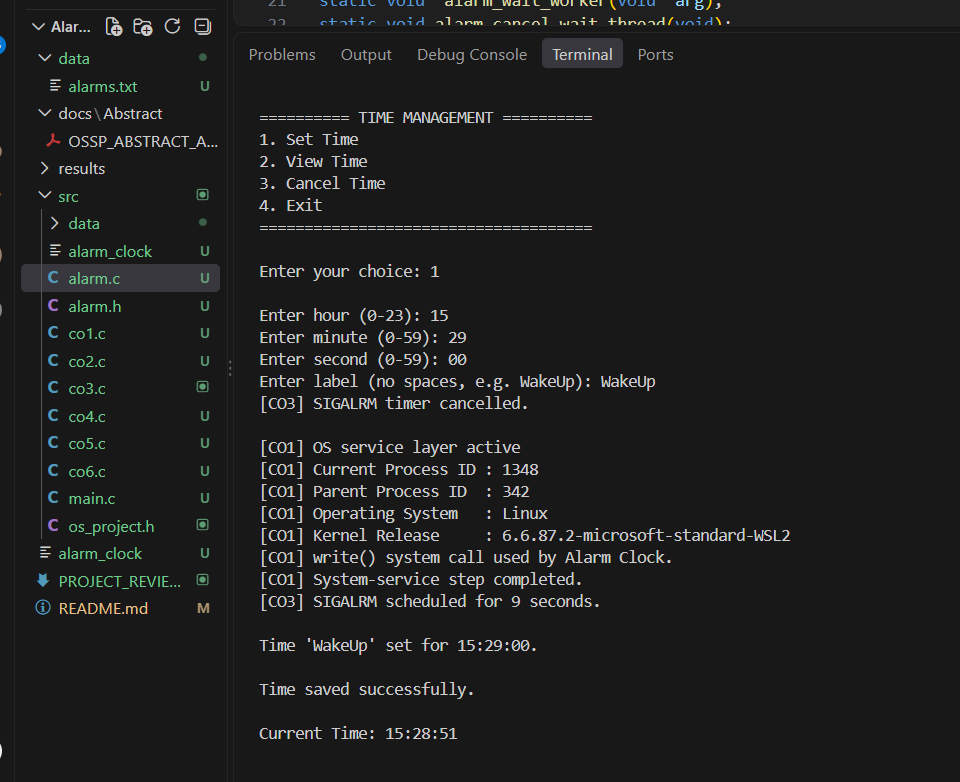 Alar...
data
alarms.txt U
docs\Abstract
OSSP_ABSTRACT_A...
results
src
data
alarm_clock U
C alarm.c U
C alarm.h U
C co1.c U
C co2.c U
C co3.c
C co4.c U
C co5.c U
C co6.c U
C main.c U
C os_project.h
alarm_clock U
PROJECT_REVIE...
README.md M
21 static void *alarm_wait_worker(void *arg);
22 static void alarm_cancel_wait_thread(void);
Problems Output Debug Console Terminal Ports
========== TIME MANAGEMENT ==========
1. Set Time
2. View Time
3. Cancel Time
4. Exit
=====================================
Enter your choice: 1
Enter hour (0-23): 15
Enter minute (0-59): 29
Enter second (0-59): 00
Enter label (no spaces, e.g. WakeUp): WakeUp
[CO3] SIGALRM timer cancelled.
[CO1] OS service layer active
[CO1] Current Process ID : 1348
[CO1] Parent Process ID  : 342
[CO1] Operating System   : Linux
[CO1] Kernel Release     : 6.6.87.2-microsoft-standard-WSL2
[CO1] write() system call used by Alarm Clock.
[CO1] System-service step completed.
[CO3] SIGALRM scheduled for 9 seconds.
Time 'WakeUp' set for 15:29:00.
Time saved successfully.
Current Time: 15:28:51